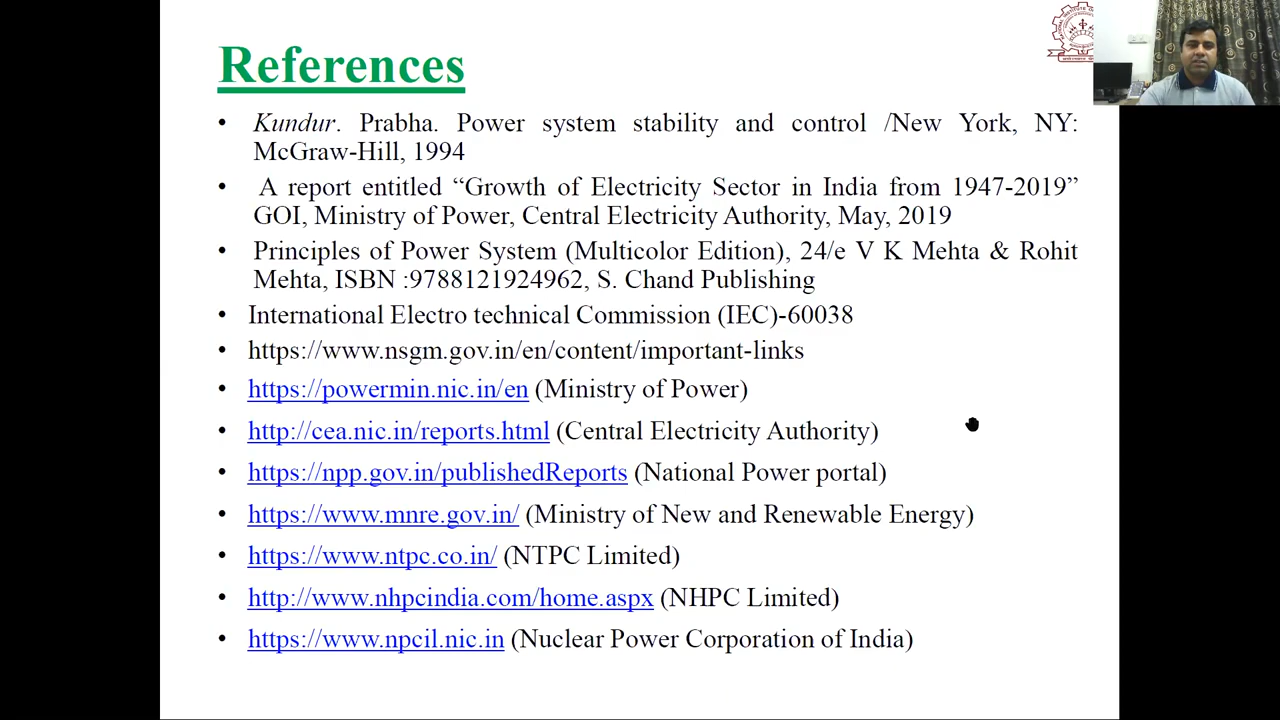 References
• Kundur. Prabha. Power system stability and control /New York, NY:
McGraw-Hill, 1994
• A report entitled “Growth of Electricity Sector in India from 1947-2019”
GOI, Ministry of Power, Central Electricity Authority, May, 2019
• Principles of Power System (Multicolor Edition), 24/e V K Mehta & Rohit
Mehta, ISBN :9788121924962, S. Chand Publishing
• International Electro technical Commission (IEC)-60038
• https://www.nsgm.gov.in/en/content/important-links
• https://powermin.nic.in/en (Ministry of Power)
• http://cea.nic.in/reports.html (Central Electricity Authority)
• https://npp.gov.in/publishedReports (National Power portal)
• https://www.mnre.gov.in/ (Ministry of New and Renewable Energy)
• https://www.ntpc.co.in/ (NTPC Limited)
• http://www.nhpcindia.com/home.aspx (NHPC Limited)
• https://www.npcil.nic.in (Nuclear Power Corporation of India)